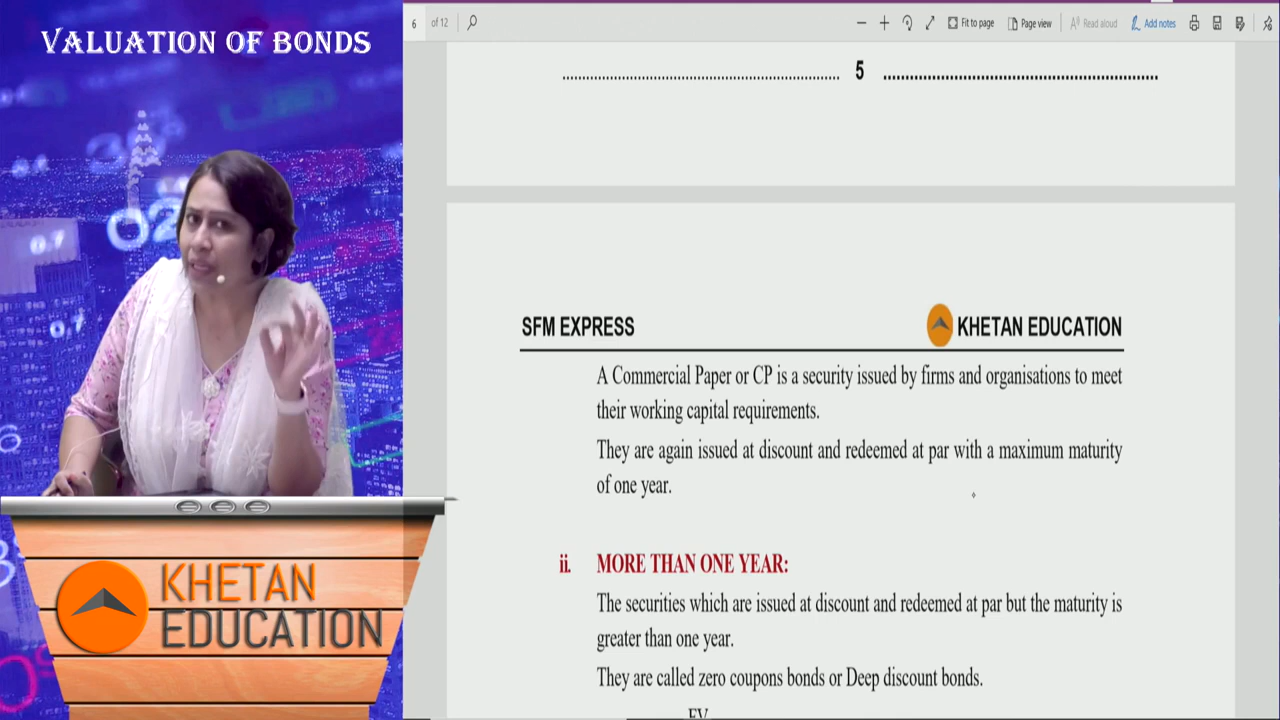 VALUATION OF BONDS
6 of 12
Fit to page
Page view
Read aloud
Add notes
5
SFM EXPRESS
KHETAN EDUCATION
A Commercial Paper or CP is a security issued by firms and organisations to meet
their working capital requirements.
They are again issued at discount and redeemed at par with a maximum maturity
of one year.
ii. MORE THAN ONE YEAR:
The securities which are issued at discount and redeemed at par but the maturity is
greater than one year.
They are called zero coupons bonds or Deep discount bonds.
FV
KHETAN
EDUCATION